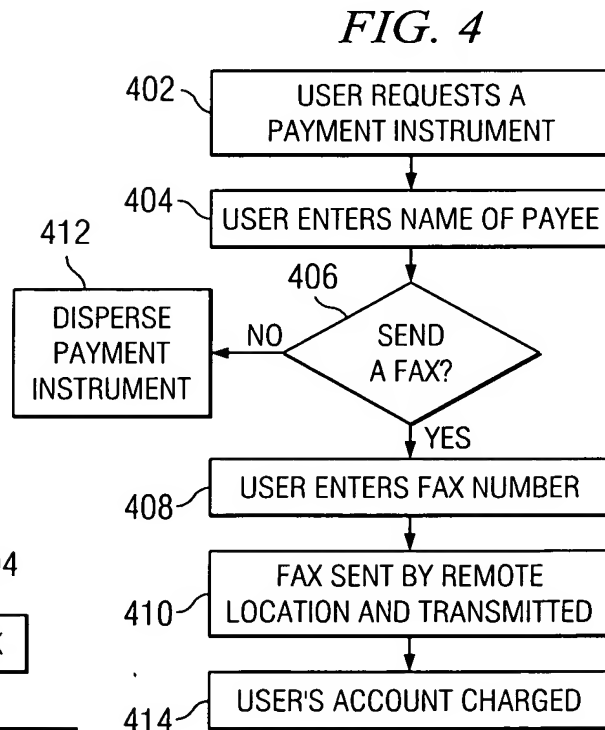 FIG. 4
402
USER REQUESTS A
PAYMENT INSTRUMENT
404
USER ENTERS NAME OF PAYEE
412
406
DISPERSE
PAYMENT
INSTRUMENT
NO
SEND
A FAX?
YES
408
USER ENTERS FAX NUMBER
410
FAX SENT BY REMOTE
LOCATION AND TRANSMITTED
414
USER'S ACCOUNT CHARGED